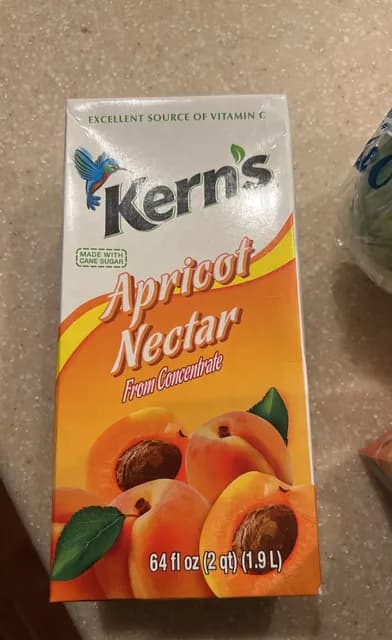 EXCELLENT SOURCE OF VITAMIN C
Kern's
MADE WITH
CANE SUGAR
Apricot
Nectar
From Concentrate
64 fl oz (2 qt) (1.9 L)